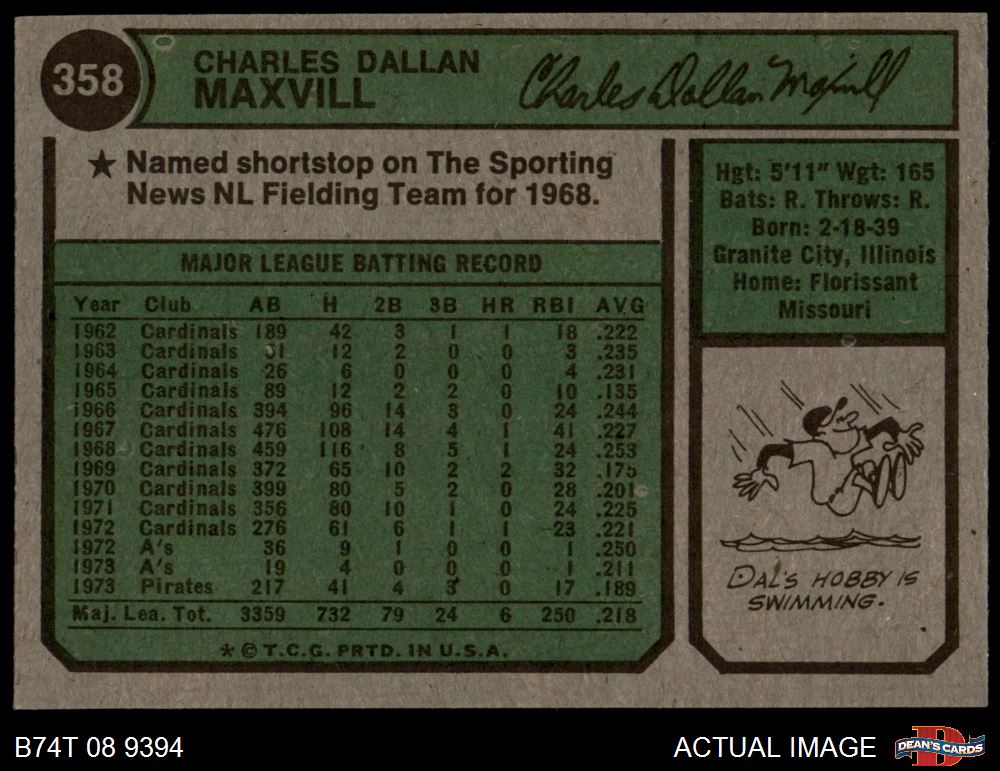 358
CHARLES DALLAN
MAXVILL
Charles Dallan Maxvill
★ Named shortstop on The Sporting
News NL Fielding Team for 1968.
MAJOR LEAGUE BATTING RECORD
Year Club AB H 2B 3B HR RBI AVG
1962 Cardinals 189 42 3 1 1 18 .222
1963 Cardinals 51 12 2 0 0 3 .235
1964 Cardinals 26 6 0 0 0 4 .231
1965 Cardinals 89 12 2 2 0 10 .135
1966 Cardinals 394 96 14 3 0 24 .244
1967 Cardinals 476 108 14 4 1 41 .227
1968 Cardinals 459 116 8 5 1 24 .253
1969 Cardinals 372 65 10 2 2 32 .175
1970 Cardinals 399 80 5 2 0 28 .201
1971 Cardinals 356 80 10 1 0 24 .225
1972 Cardinals 276 61 6 1 1 23 .221
1972 A's 36 9 1 0 0 1 .250
1973 A's 19 4 0 0 0 1 .211
1973 Pirates 217 41 4 3 0 17 .189
Maj. Lea. Tot. 3359 732 79 24 6 250 .218
* © T.C.G. PRTD. IN U.S.A.
Hgt: 5'11" Wgt: 165
Bats: R. Throws: R.
Born: 2-18-39
Granite City, Illinois
Home: Florissant
Missouri
DAL'S HOBBY IS
SWIMMING.
B74T 08 9394
ACTUAL IMAGE
D
DEAN'S CARDS